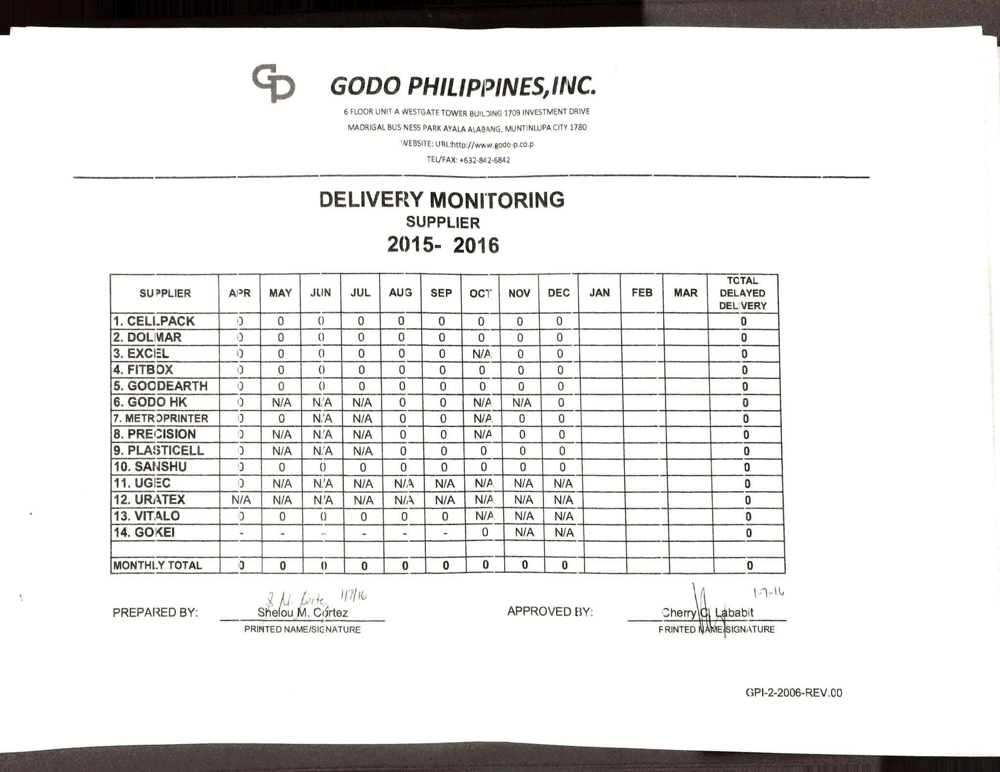 GP GODO PHILIPPINES,INC.
6 FLOOR UNIT A WESTGATE TOWER BUILDING 1709 INVESTMENT DRIVE
MADRIGAL BUS NESS PARK AYALA ALABANG, MUNTINLUPA CITY 1780
WEBSITE: URL:http://www.godo-p.co.p
TEL/FAX: +632-842-6842
DELIVERY MONITORING
SUPPLIER
2015- 2016
SUPPLIER APR MAY JUN JUL AUG SEP OCT NOV DEC JAN FEB MAR TOTAL DELAYED DELIVERY
1. CELLPACK 0 0 0 0 0 0 0 0 0 0
2. DOLMAR 0 0 0 0 0 0 0 0 0 0
3. EXCEL 0 0 0 0 0 0 N/A 0 0 0
4. FITBOX 0 0 0 0 0 0 0 0 0 0
5. GOODEARTH 0 0 0 0 0 0 0 0 0 0
6. GODO HK 0 N/A N/A N/A 0 0 N/A N/A 0 0
7. METROPRINTER 0 0 N/A N/A 0 0 N/A 0 0 0
8. PRECISION 0 N/A N/A N/A 0 0 N/A 0 0 0
9. PLASTICELL 0 N/A N/A N/A 0 0 0 0 0 0
10. SANSHU 0 0 0 0 0 0 0 0 0 0
11. UGEC 0 N/A N/A N/A N/A N/A N/A N/A N/A 0
12. URATEX N/A N/A N/A N/A N/A N/A N/A N/A N/A 0
13. VITALO 0 0 0 0 0 0 N/A N/A N/A 0
14. GOKEI - - - - - - 0 N/A N/A 0
MONTHLY TOTAL 0 0 0 0 0 0 0 0 0 0
S M. Cortez 1/7/16 1-7-16
PREPARED BY: Shelou M. Cortez APPROVED BY: Cherry C. Lababit
PRINTED NAME/SIGNATURE PRINTED NAME/SIGNATURE
GPI-2-2006-REV.00